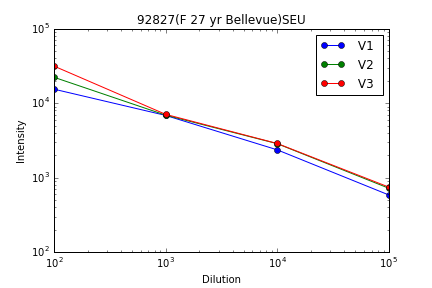 92827(F 27 yr Bellevue)SEU
10^5
10^4
10^3
10^2
Intensity
10^2 10^3 10^4 10^5
Dilution
V1
V2
V3